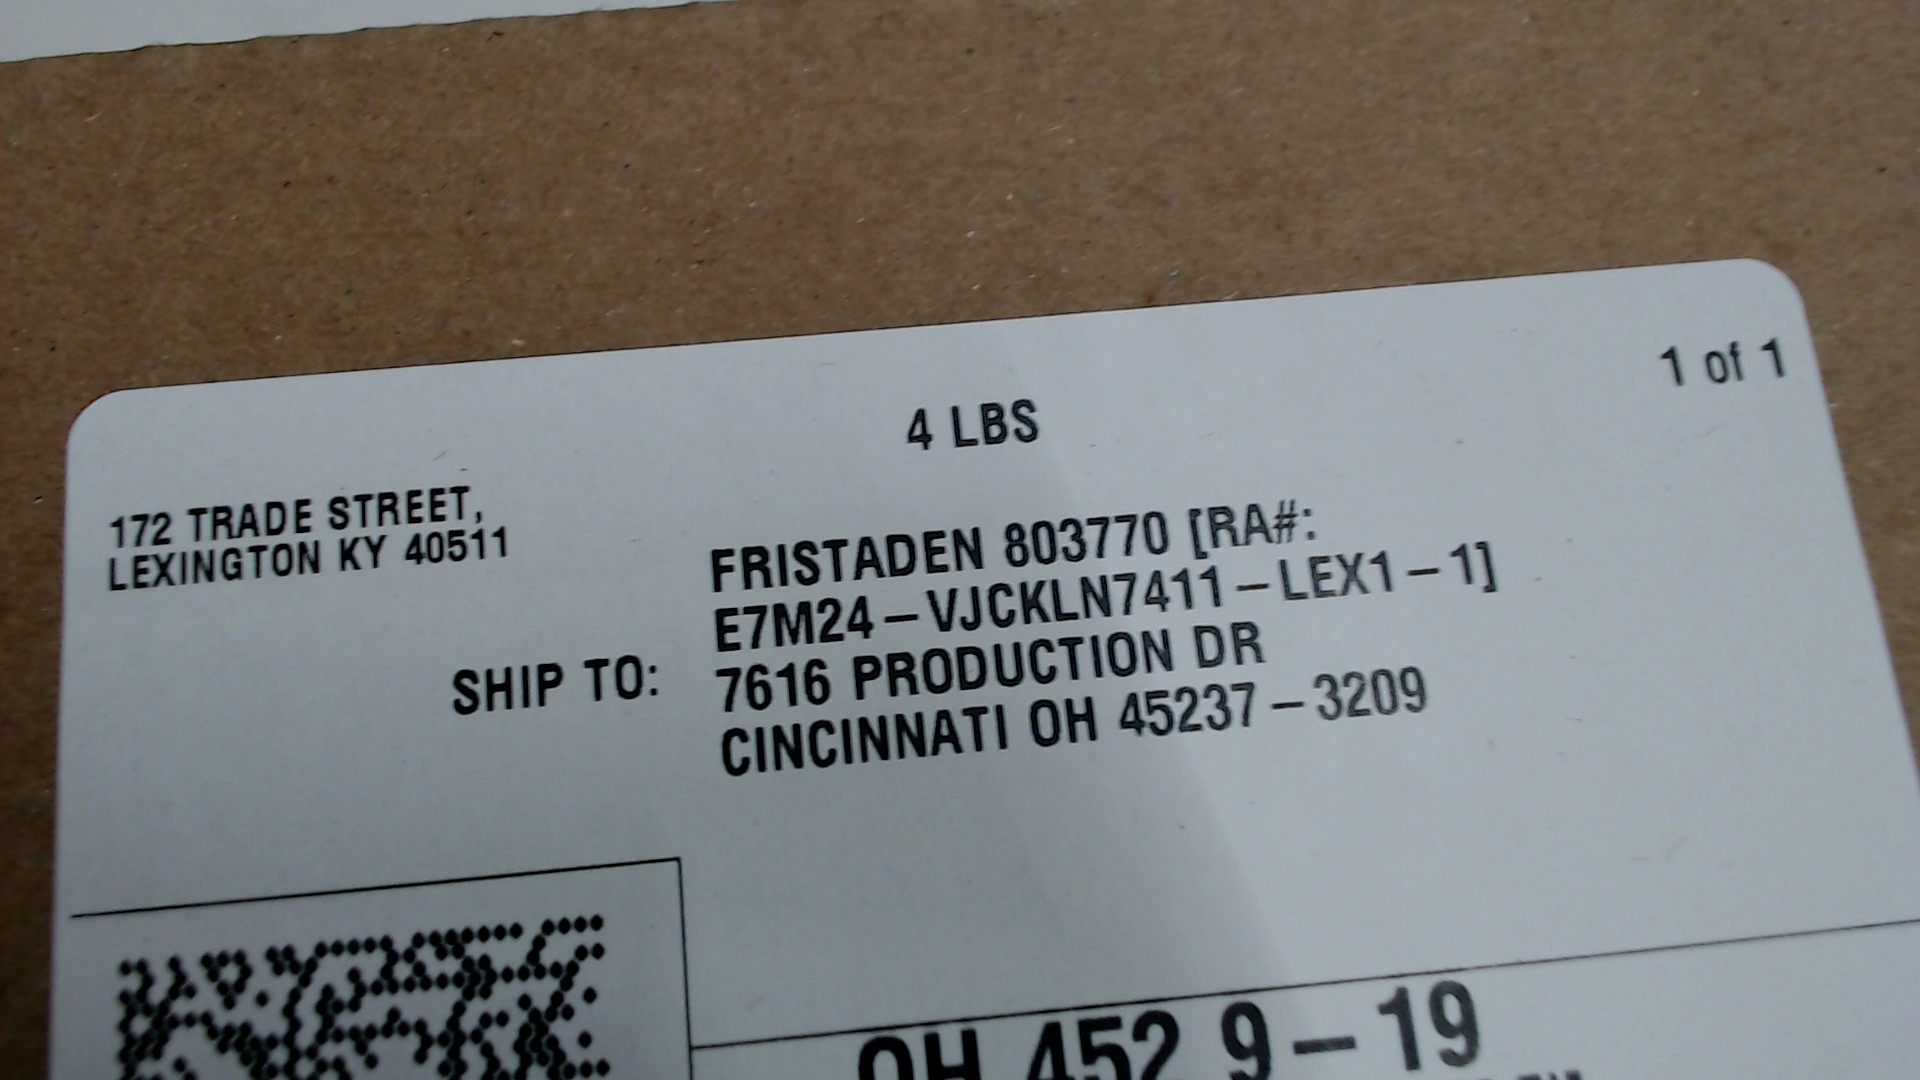 1 of 1
4 LBS
172 TRADE STREET,
LEXINGTON KY 40511
FRISTADEN 803770 [RA#:
E7M24-VJCKLN7411-LEX1-1]
SHIP TO: 7616 PRODUCTION DR
CINCINNATI OH 45237-3209
OH 452 9-19